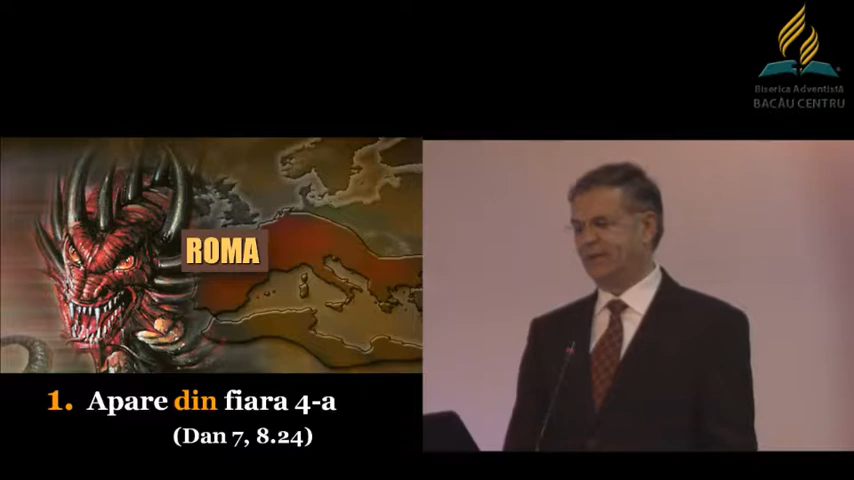 Biserica Adventistă
BACĂU CENTRU
ROMA
1. Apare din fiara 4-a
(Dan 7, 8.24)